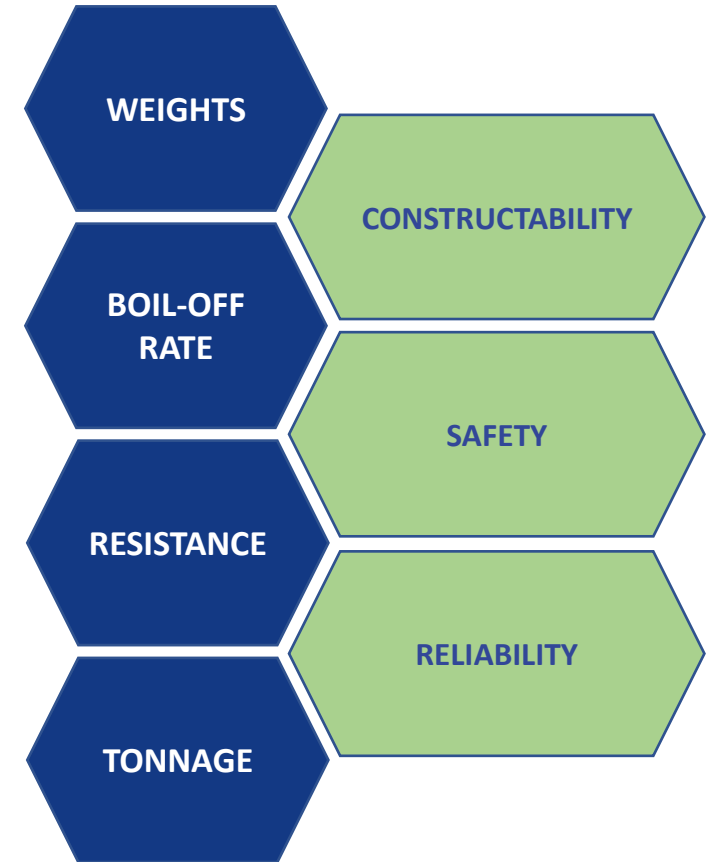 WEIGHTS
CONSTRUCTABILITY
BOIL-OFF
RATE
SAFETY
RESISTANCE
RELIABILITY
TONNAGE